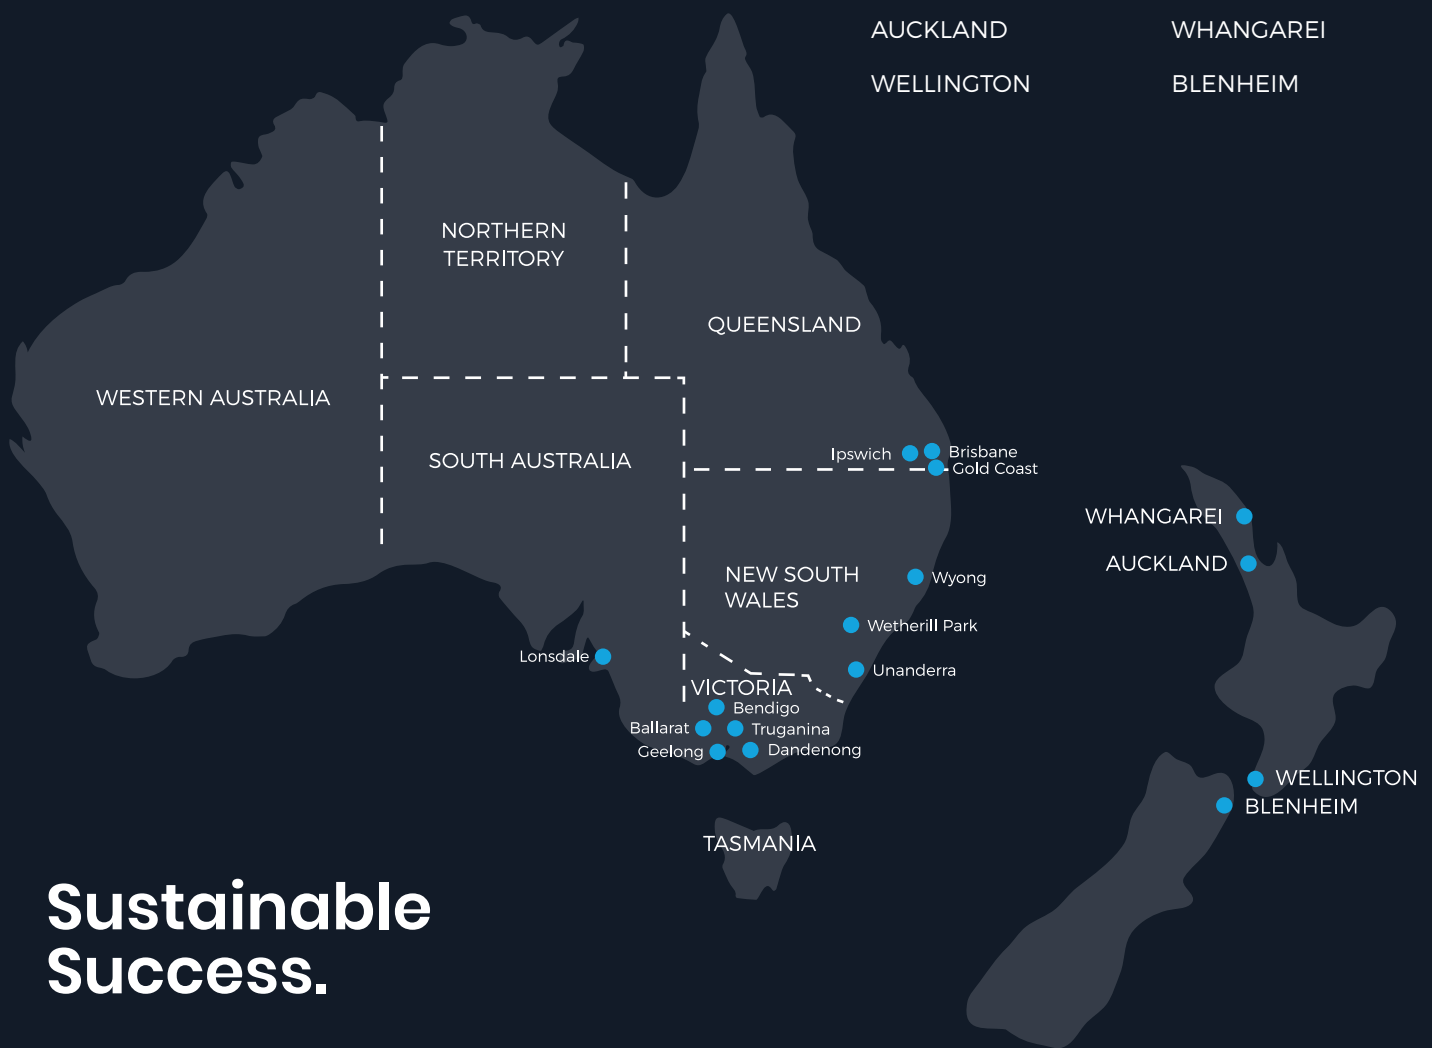 AUCKLAND
WHANGAREI
WELLINGTON
BLENHEIM
NORTHERN
TERRITORY
QUEENSLAND
WESTERN AUSTRALIA
SOUTH AUSTRALIA
Ipswich
Brisbane
Gold Coast
WHANGAREI
AUCKLAND
NEW SOUTH
WALES
Wyong
Wetherill Park
Lonsdale
Unanderra
VICTORIA
Bendigo
Ballarat
Truganina
Geelong
Dandenong
WELLINGTON
BLENHEIM
TASMANIA
Sustainable
Success.